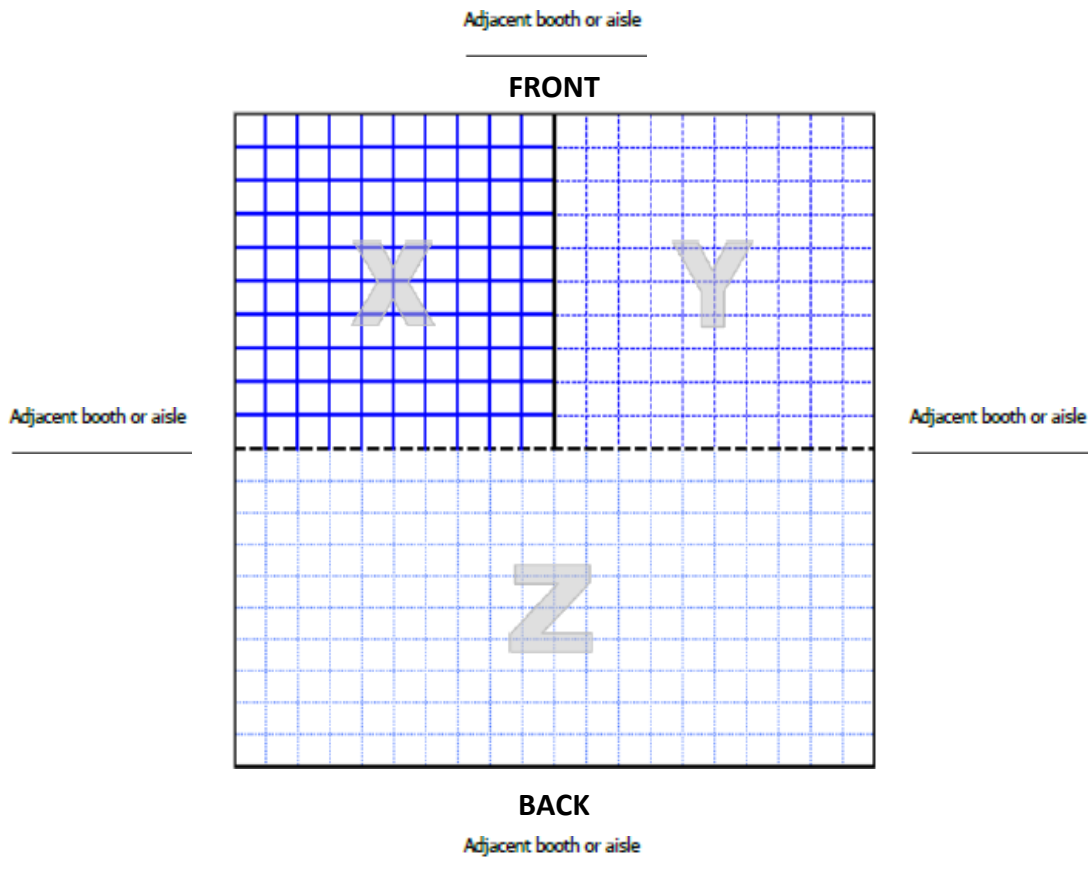 Adjacent booth or aisle
FRONT
X Y
Adjacent booth or aisle Adjacent booth or aisle
Z
BACK
Adjacent booth or aisle